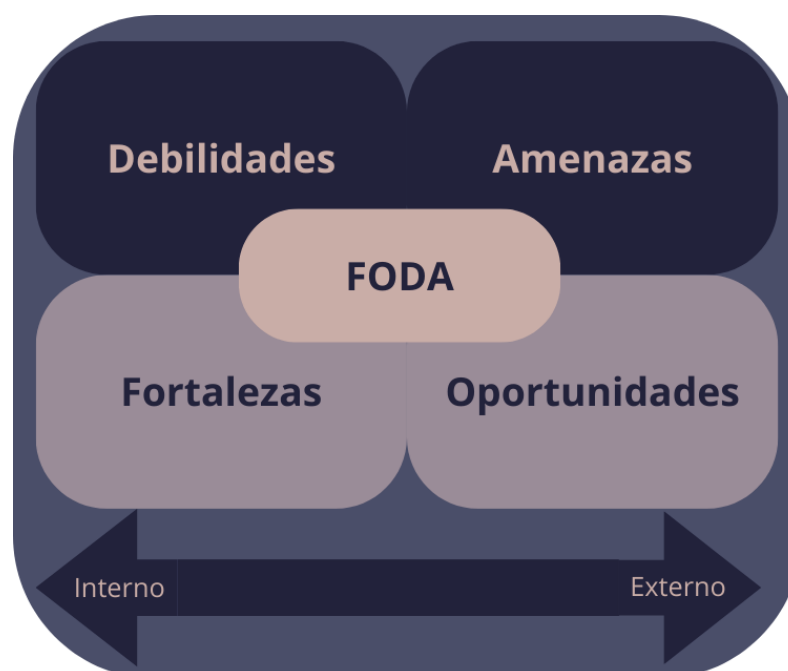 Debilidades
Amenazas
FODA
Fortalezas
Oportunidades
Interno
Externo